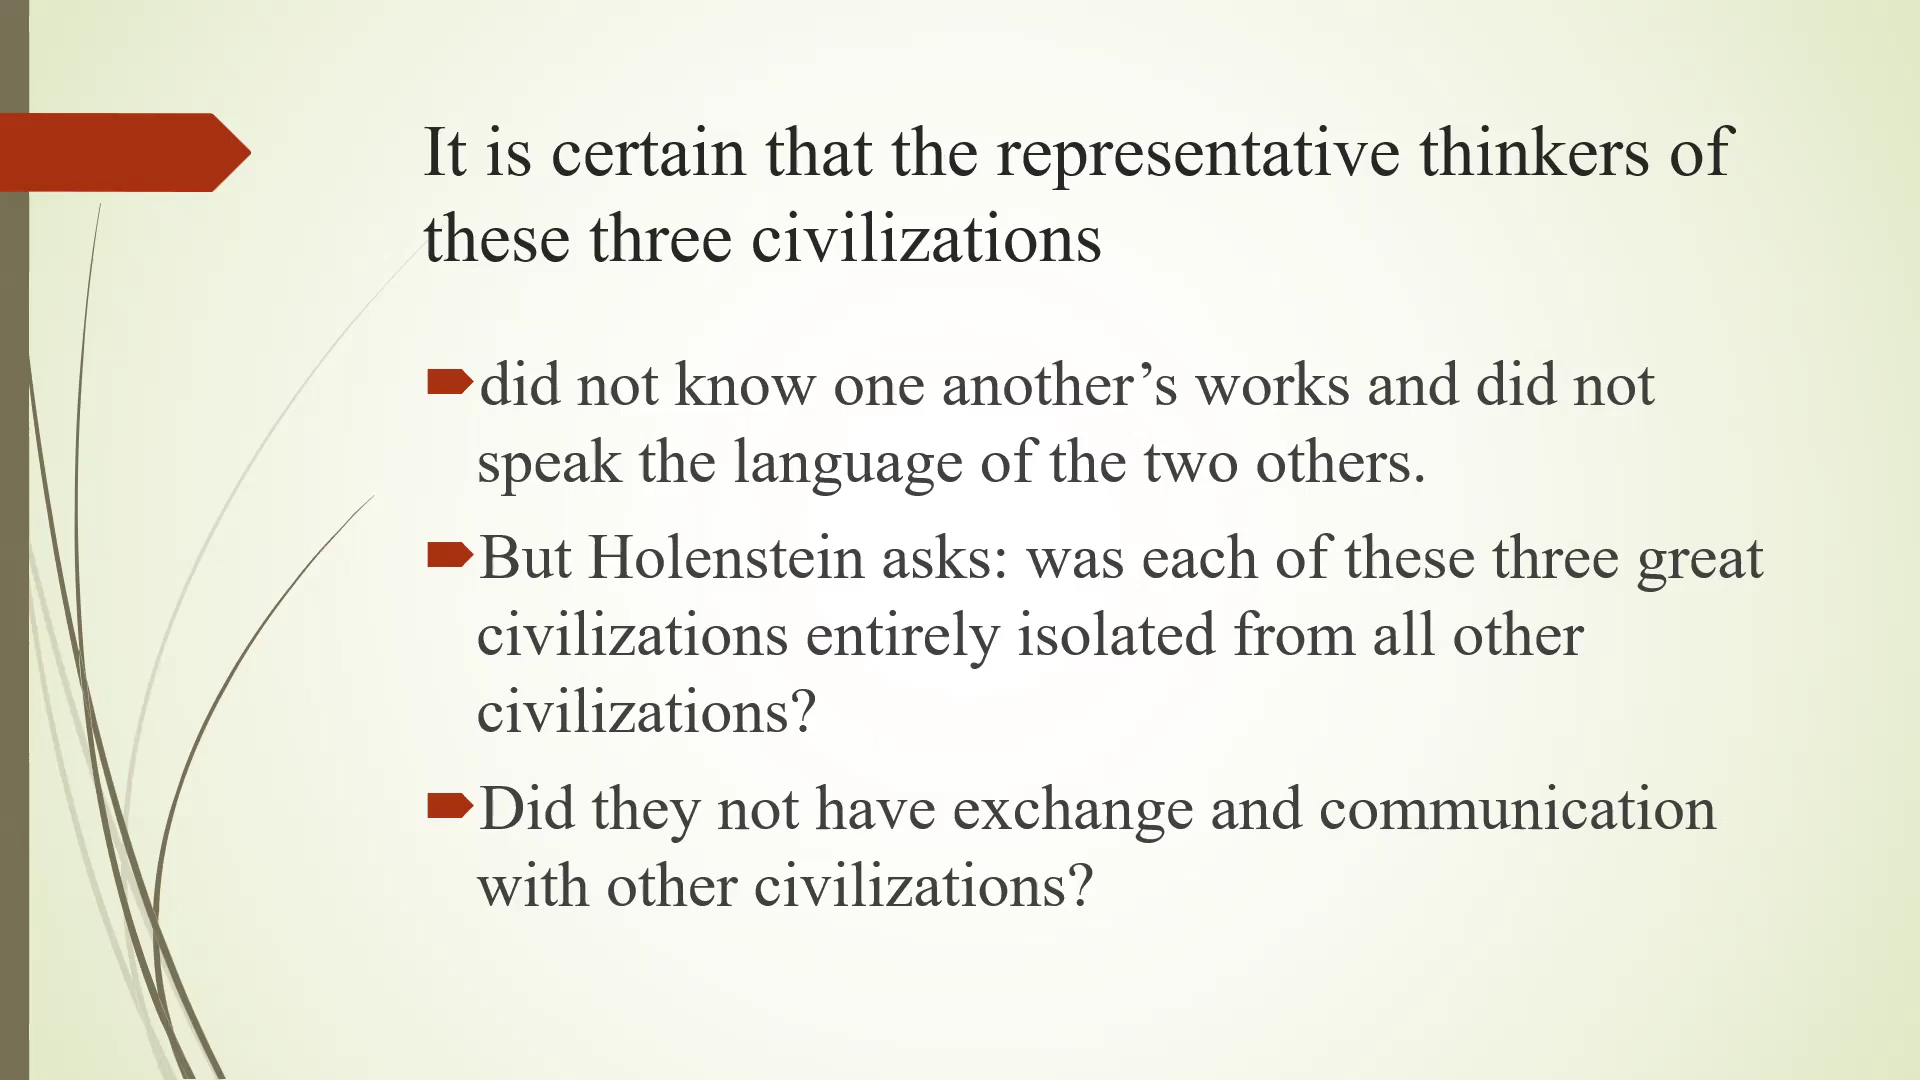 It is certain that the representative thinkers of
these three civilizations
did not know one another’s works and did not
speak the language of the two others.
But Holenstein asks: was each of these three great
civilizations entirely isolated from all other
civilizations?
Did they not have exchange and communication
with other civilizations?